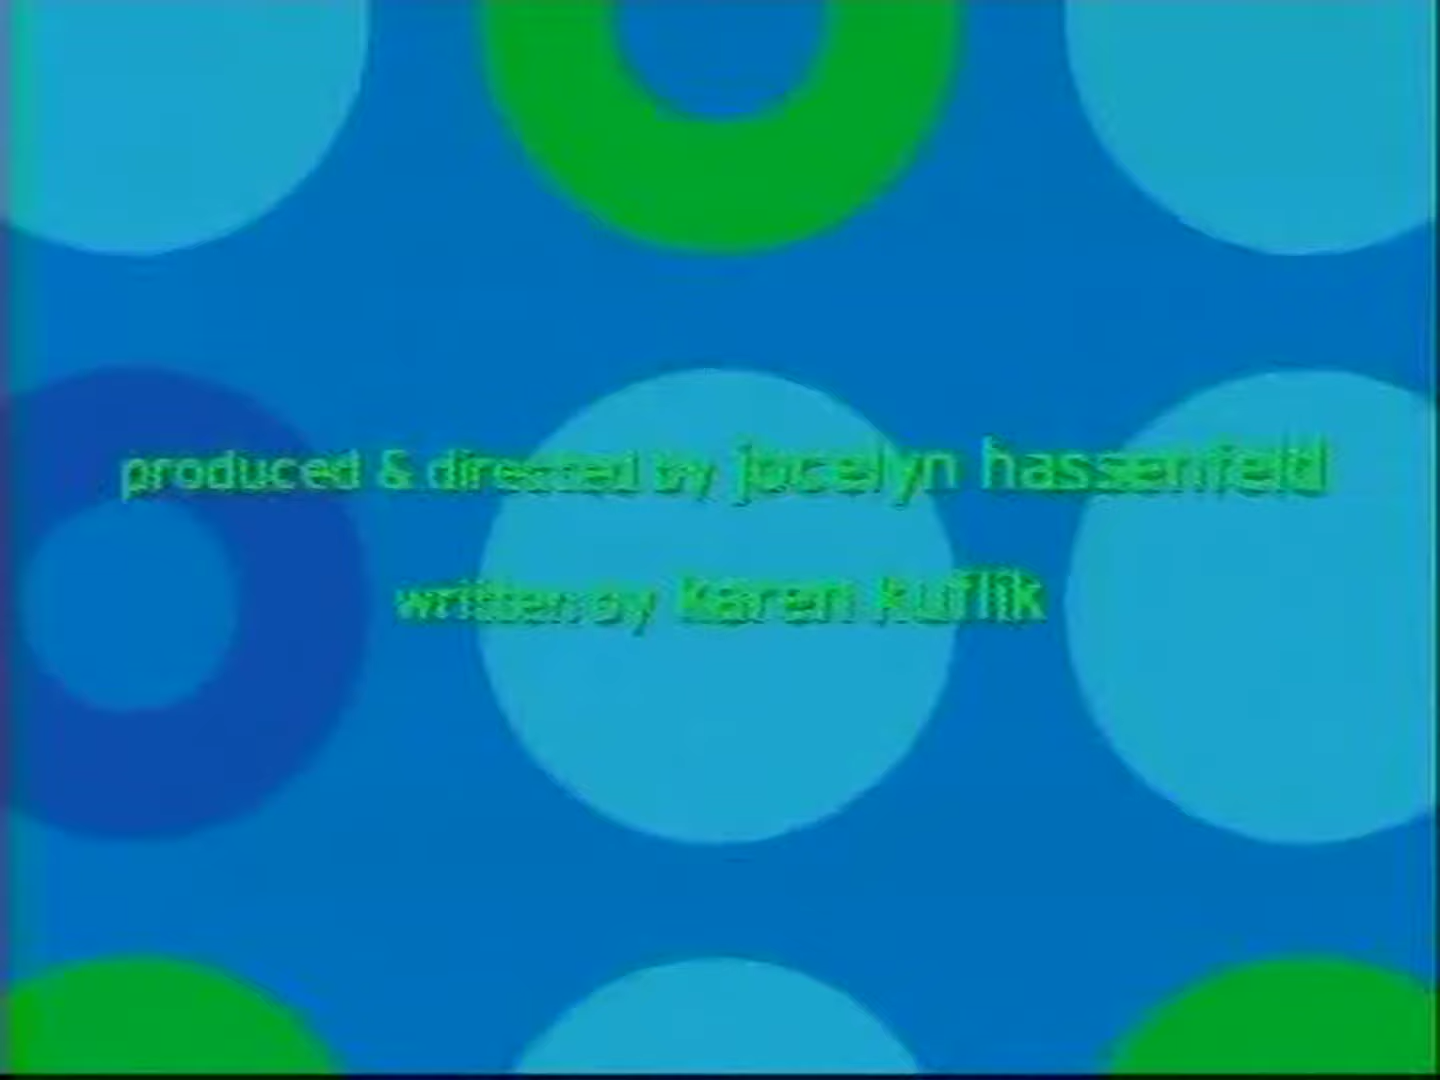 produced & directed by jocelyn hassenfeld
written by karen kuflik